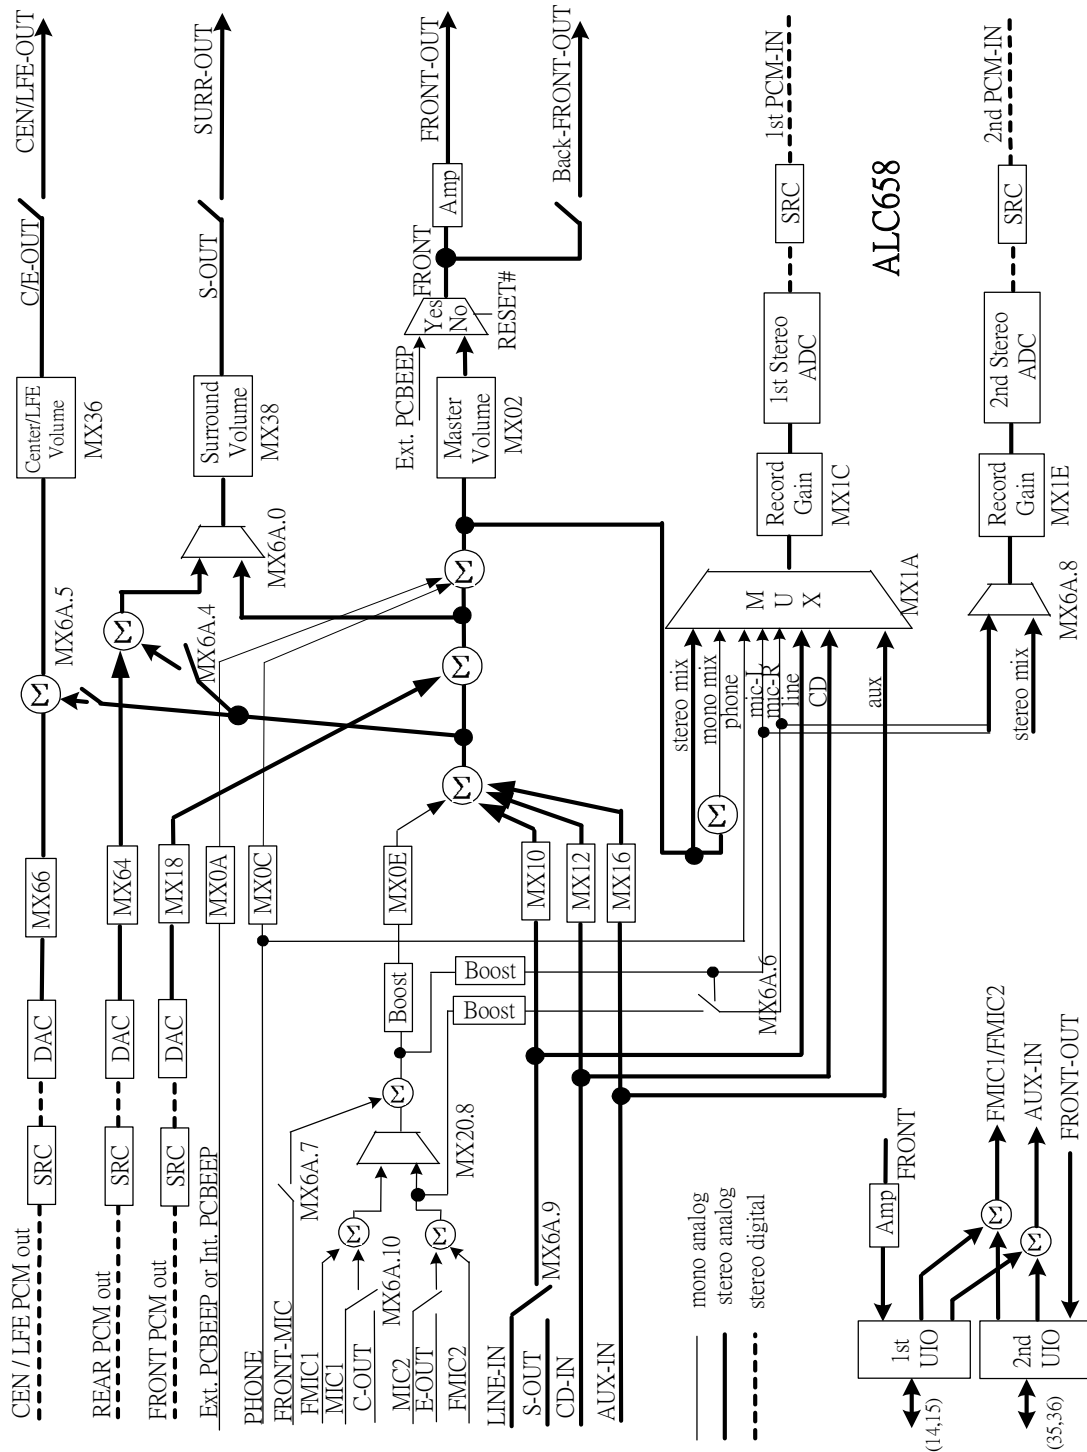 CEN / LFE PCM out
SRC
DAC
MX66
Σ
MX6A.5
Center/LFE
Volume
MX36
C/E-OUT
CEN/LFE-OUT
REAR PCM out
SRC
DAC
MX64
Σ
MX6A.4
MX6A.0
Surround
Volume
MX38
S-OUT
SURR-OUT
FRONT PCM out
SRC
DAC
MX18
Ext. PCBEEP or Int. PCBEEP
MX0A
PHONE
MX0C
Σ
Σ
Σ
Ext. PCBEEP
Master
Volume
MX02
Yes
No
RESET#
FRONT
Amp
FRONT-OUT
Back-FRONT-OUT
FRONT-MIC
MX6A.7
FMIC1
MIC1
C-OUT
MX6A.10
Σ
MIC2
E-OUT
FMIC2
Σ
MX20.8
Σ
Boost
MX0E
Boost
Boost
MX6A.6
LINE-IN
S-OUT
MX6A.9
MX10
CD-IN
MX12
AUX-IN
MX16
Σ
stereo mix
mono mix
phone
mic-L
mic-R
line
CD
aux
M
U
X
MX1A
Record
Gain
MX1C
1st Stereo
ADC
SRC
1st PCM-IN
ALC658
stereo mix
MX6A.8
Record
Gain
MX1E
2nd Stereo
ADC
SRC
2nd PCM-IN
mono analog
stereo analog
stereo digital
(14,15)
1st
UIO
Amp
FRONT
Σ
FMIC1/FMIC2
(35,36)
2nd
UIO
Σ
AUX-IN
FRONT-OUT